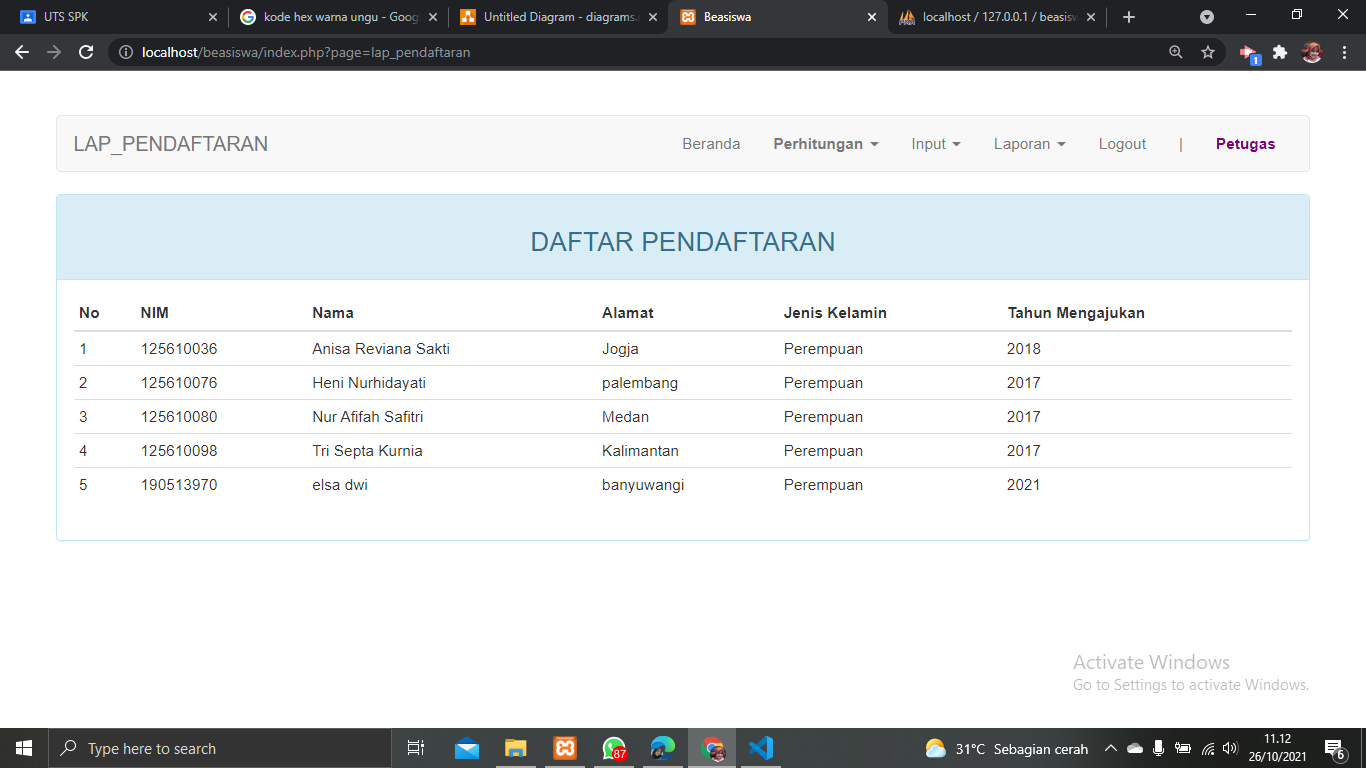 UTS SPK
kode hex warna ungu - Goog
Untitled Diagram - diagrams.
Beasiswa
localhost / 127.0.0.1 / beasisw
localhost/beasiswa/index.php?page=lap_pendaftaran
1
LAP_PENDAFTARAN Beranda Perhitungan Input Laporan Logout | Petugas
DAFTAR PENDAFTARAN
No NIM Nama Alamat Jenis Kelamin Tahun Mengajukan
1 125610036 Anisa Reviana Sakti Jogja Perempuan 2018
2 125610076 Heni Nurhidayati palembang Perempuan 2017
3 125610080 Nur Afifah Safitri Medan Perempuan 2017
4 125610098 Tri Septa Kurnia Kalimantan Perempuan 2017
5 190513970 elsa dwi banyuwangi Perempuan 2021
Activate Windows
Go to Settings to activate Windows.
Type here to search
87
31°C Sebagian cerah
11.12
26/10/2021
6